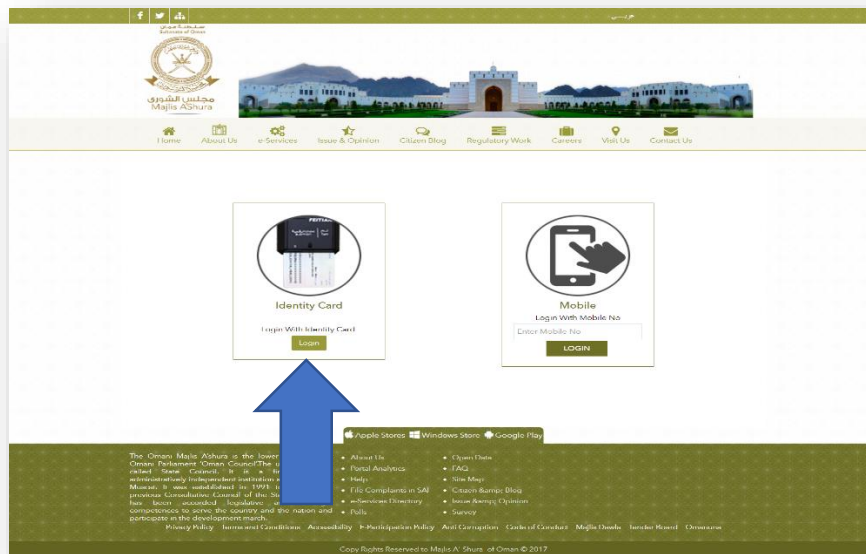 عربي
سلطنة عمان
Sultanate of Oman
مجلس الشورى
Majlis A'Shura
Home About Us e-Services Issue & Opinion Citizen Blog Regulatory Work Careers Visit Us Contact Us
FEITIAN
Identity Card
Login With Identity Card
Login
Mobile
Login With Mobile No
Enter Mobile No
LOGIN
Apple Stores Windows Store Google Play
The Omani Majlis A'shura is the lower
Omani Parliament 'Oman Council'. The u
called State Council. It is a fi
administratively independent institution
Muscat. It was established in 1991 t
previous Consultative Council of the St
has been accorded legislative a
competences to serve the country and the nation and
participate in the development march.
About Us
Portal Analytics
Help
File Complaints in SAI
e-Services Directory
Polls
Open Data
FAQ
Site Map
Citizen &amp; Blog
Issue &amp; Opinion
Survey
Privacy Policy Terms and Conditions Accessibility e-Participation Policy Anti Corruption Code of Conduct Majlis Dewle Tender Board Omanuna
Copy Rights Reserved to Majlis A' Shura of Oman © 2017